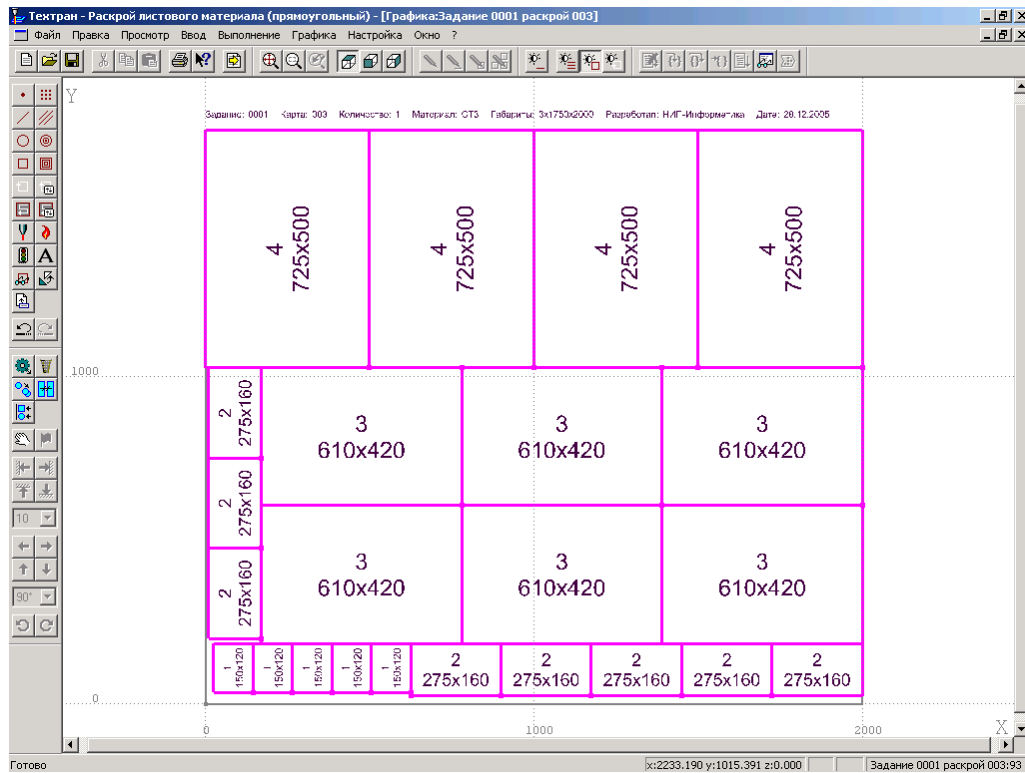 Техтран - Раскрой листового материала (прямоугольный) - [Графика:Задание 0001 раскрой 003]
Файл Правка Просмотр Ввод Выполнение Графика Настройка Окно ?
Y
Задание: 0001 Карта: 003 Количество: 1 Материал: СТ3 Габариты: 3x1750x2000 Разработал: НИП-Информатика Дата: 28.12.2005
4 4 4 4
725x500 725x500 725x500 725x500
1000
2
275x160
3 3 3
610x420 610x420 610x420
2
275x160
3 3 3
610x420 610x420 610x420
2
275x160
1 1 1 1 1 2 2 2 2 2
150x120 150x120 150x120 150x120 150x120 275x160 275x160 275x160 275x160 275x160
0
0 1000 2000 X
A
10
90°
Готово x:2233.190 y:1015.391 z:0.000 Задание 0001 раскрой 003:93